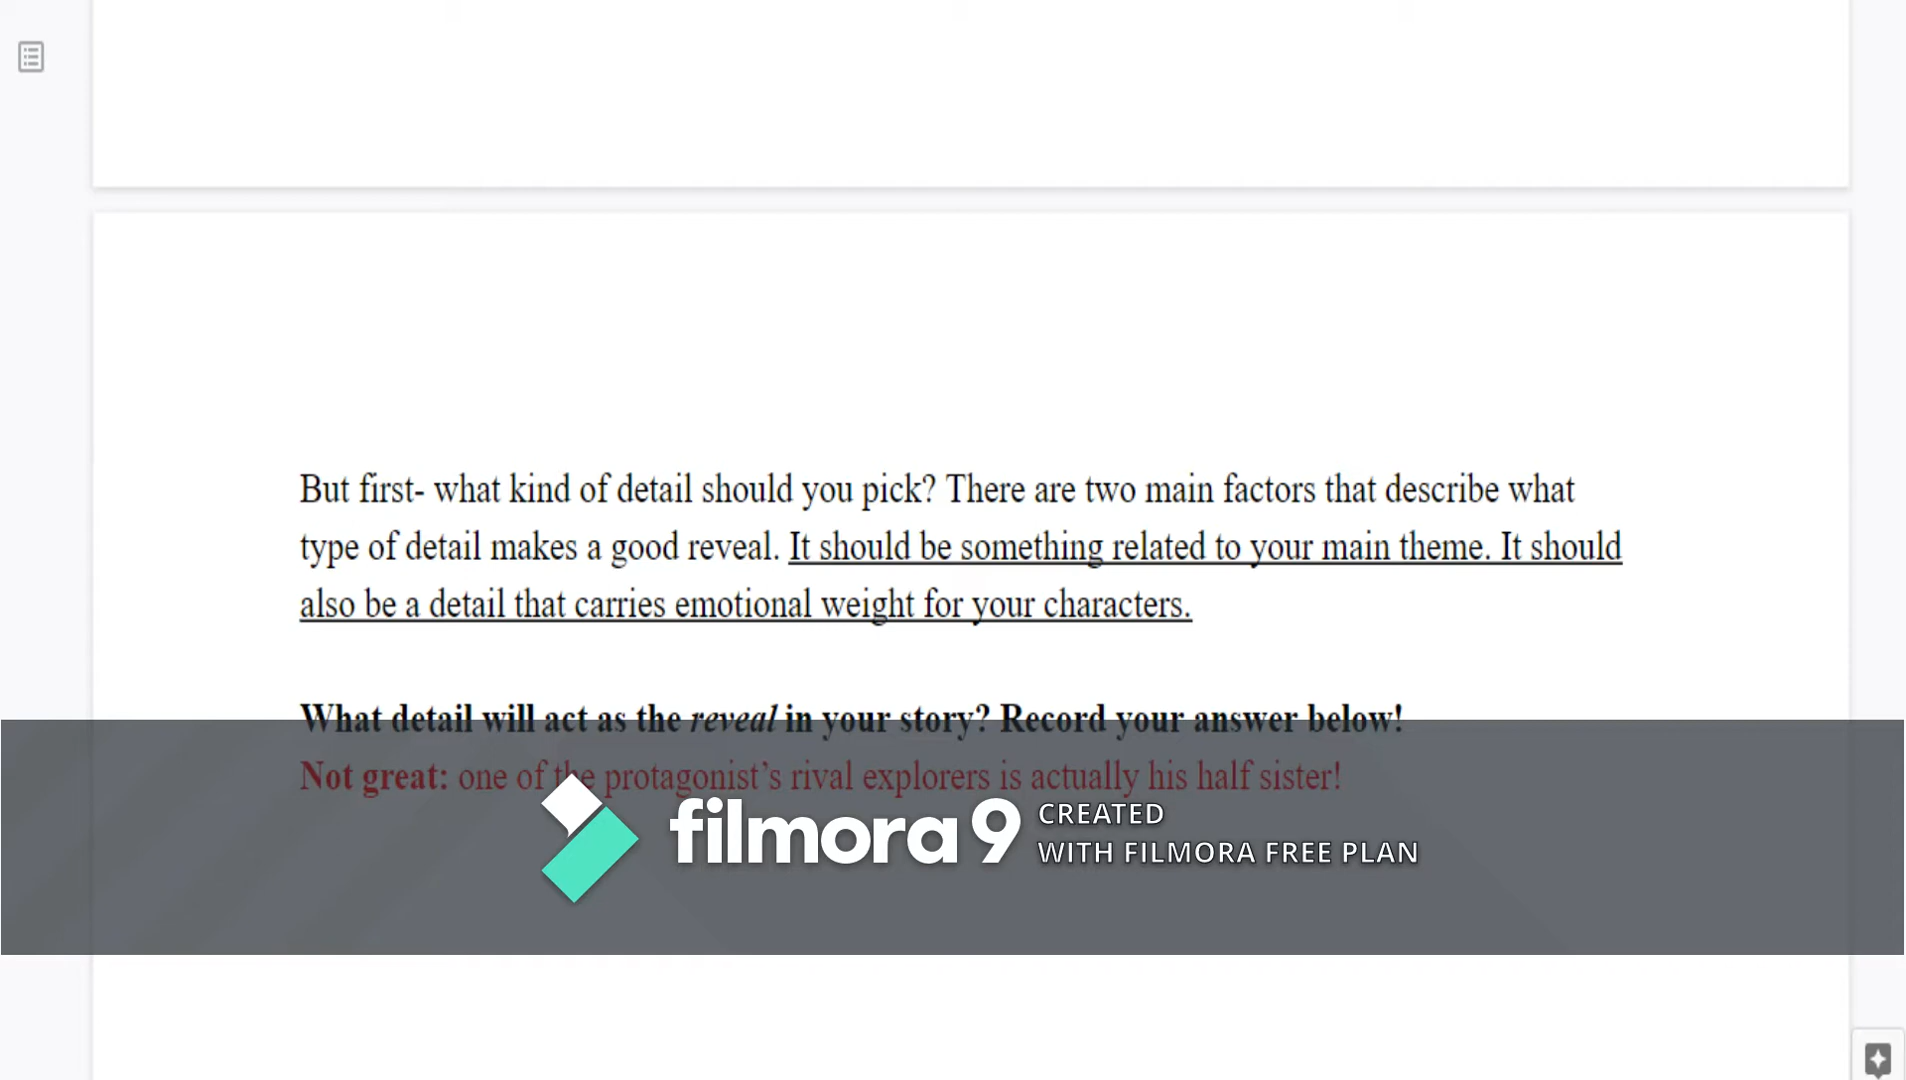 But first- what kind of detail should you pick? There are two main factors that describe what
type of detail makes a good reveal. It should be something related to your main theme. It should
also be a detail that carries emotional weight for your characters.
What detail will act as the reveal in your story? Record your answer below!
Not great: one of the protagonist’s rival explorers is actually his half sister!
filmora 9
CREATED
WITH FILMORA FREE PLAN